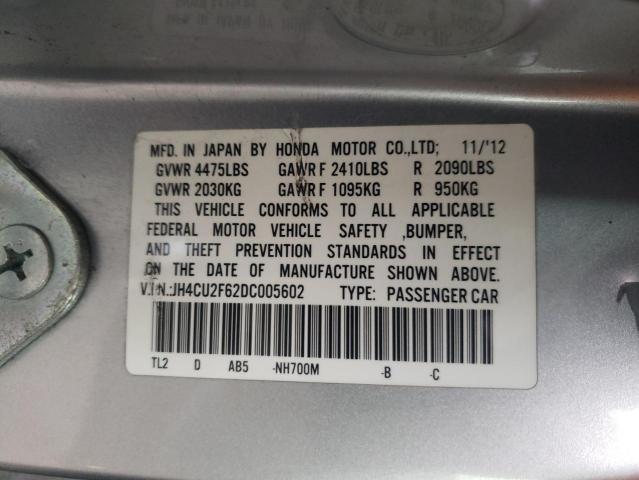 MFD. IN JAPAN BY HONDA MOTOR CO.,LTD; 11/'12
GVWR 4475LBS GAWR F 2410LBS R 2090LBS
GVWR 2030KG GAWR F 1095KG R 950KG
THIS VEHICLE CONFORMS TO ALL APPLICABLE
FEDERAL MOTOR VEHICLE SAFETY ,BUMPER,
AND THEFT PREVENTION STANDARDS IN EFFECT
ON THE DATE OF MANUFACTURE SHOWN ABOVE.
V.I.N.:JH4CU2F62DC005602 TYPE: PASSENGER CAR
TL2 D AB5 -NH700M -B -C